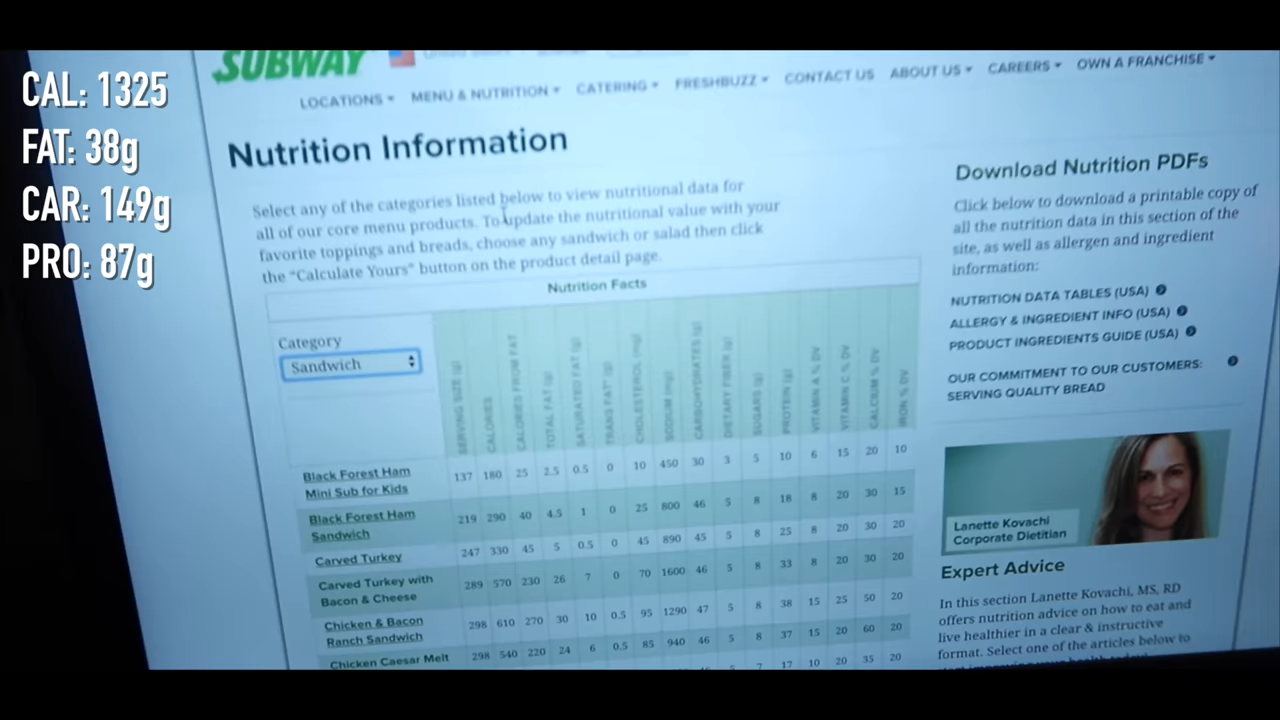 CAL: 1325
FAT: 38g
CAR: 149g
PRO: 87g
SUBWAY
LOCATIONS
MENU & NUTRITION
CATERING
FRESHBUZZ
CONTACT US
ABOUT US
CAREERS
OWN A FRANCHISE
Nutrition Information
Select any of the categories listed below to view nutritional data for
all of our core menu products. To update the nutritional value with your
favorite toppings and breads, choose any sandwich or salad then click
the “Calculate Yours” button on the product detail page.
Nutrition Facts
Category
Sandwich
SERVING SIZE (g)
CALORIES
CALORIES FROM FAT
TOTAL FAT (g)
SATURATED FAT (g)
TRANS FAT* (g)
CHOLESTEROL (mg)
SODIUM (mg)
CARBOHYDRATES (g)
DIETARY FIBER (g)
SUGARS (g)
PROTEIN (g)
VITAMIN A % DV
VITAMIN C % DV
CALCIUM % DV
IRON % DV
Black Forest Ham
Mini Sub for Kids
137 180 25 2.5 0.5 0 10 450 30 3 5 10 6 15 20 10
Black Forest Ham
Sandwich
219 290 40 4.5 1 0 25 800 46 5 8 18 8 20 30 15
Carved Turkey
247 330 45 5 0.5 0 45 890 45 5 8 25 8 20 30 20
Carved Turkey with
Bacon & Cheese
289 570 230 26 7 0 70 1600 46 5 8 33 8 20 30 20
Chicken & Bacon
Ranch Sandwich
298 610 270 30 10 0.5 95 1290 47 5 8 38 15 25 50 20
Chicken Caesar Melt
298 540 220 24 6 0.5 85 940 46 5 8 37 15 20 60 20
7 17 10 20 35 20
Download Nutrition PDFs
Click below to download a printable copy of
all the nutrition data in this section of the
site, as well as allergen and ingredient
information:
NUTRITION DATA TABLES (USA)
ALLERGY & INGREDIENT INFO (USA)
PRODUCT INGREDIENTS GUIDE (USA)
OUR COMMITMENT TO OUR CUSTOMERS:
SERVING QUALITY BREAD
Lanette Kovachi
Corporate Dietitian
Expert Advice
In this section Lanette Kovachi, MS, RD
offers nutrition advice on how to eat and
live healthier in a clear & instructive
format. Select one of the articles below to